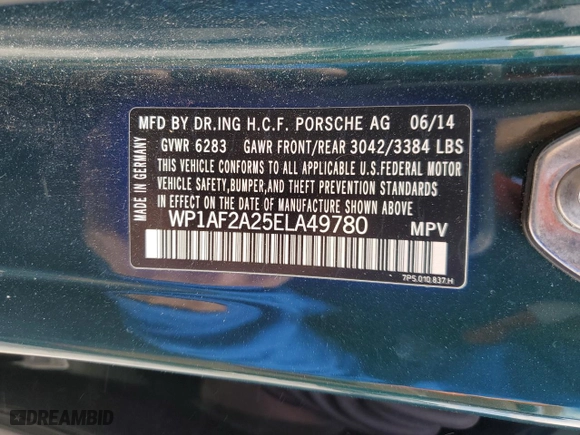 MFD BY DR.ING H.C.F. PORSCHE AG 06/14
GVWR 6283 GAWR FRONT/REAR 3042/3384 LBS
THIS VEHICLE CONFORMS TO ALL APPLICABLE U.S.FEDERAL MOTOR
VEHICLE SAFETY,BUMPER,AND THEFT PREVENTION STANDARDS
IN EFFECT ON THE DATE OF MANUFACTURE SHOWN ABOVE
WP1AF2A25ELA49780 MPV
MADE IN GERMANY
7P5.010.837.H
DREAMBID